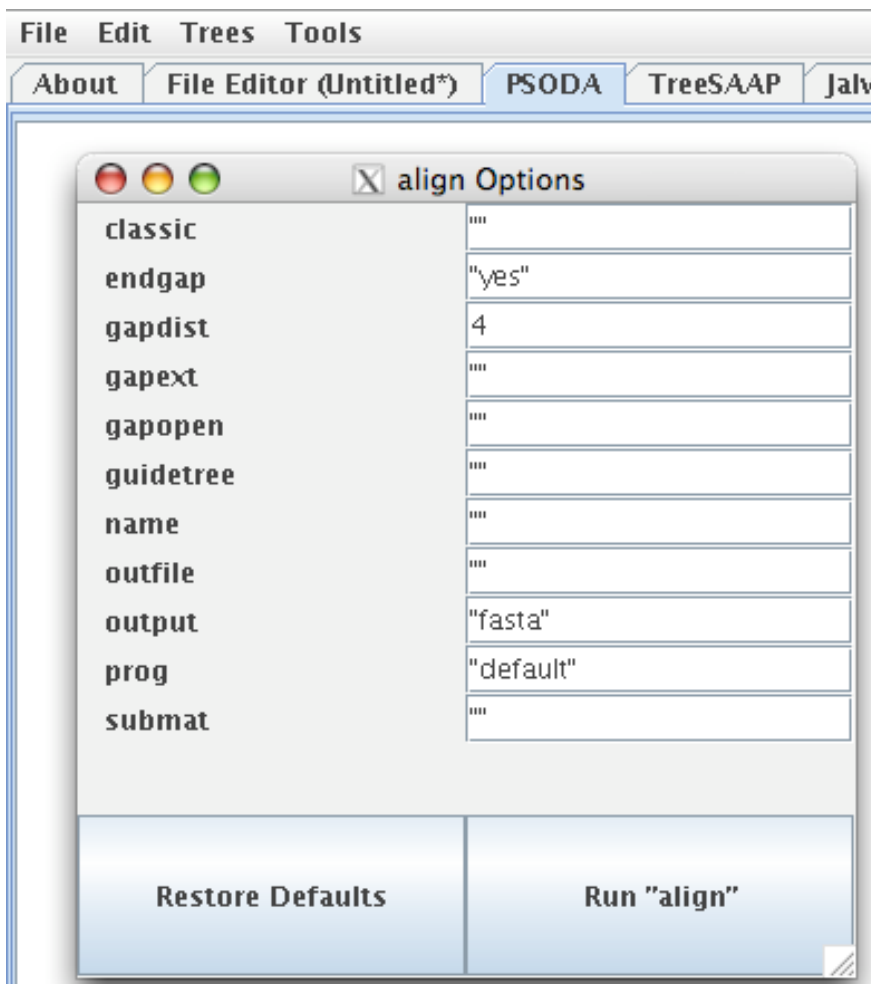 File Edit Trees Tools
About File Editor (Untitled*) PSODA TreeSAAP
align Options
classic ""
endgap "yes"
gapdist 4
gapext ""
gapopen ""
guidetree ""
name ""
outfile ""
output "fasta"
prog "default"
submat ""
Restore Defaults Run "align"